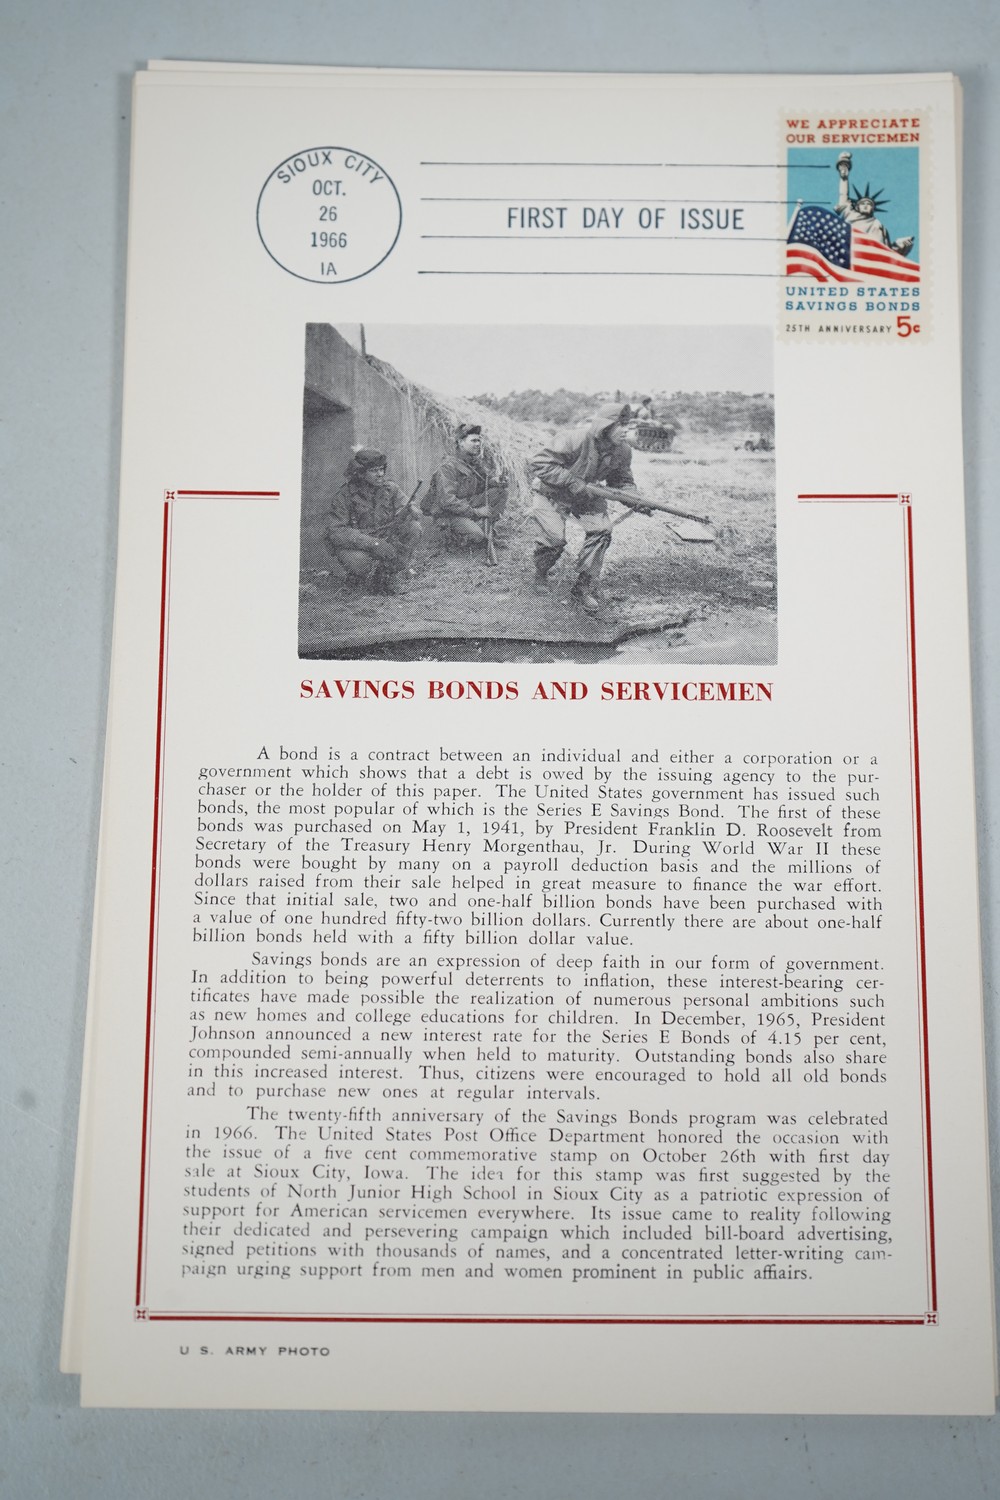 SIOUX CITY
OCT.
26
1966
IA
FIRST DAY OF ISSUE
WE APPRECIATE
OUR SERVICEMEN
UNITED STATES
SAVINGS BONDS
25TH ANNIVERSARY 5c
SAVINGS BONDS AND SERVICEMEN
A bond is a contract between an individual and either a corporation or a
government which shows that a debt is owed by the issuing agency to the pur-
chaser or the holder of this paper. The United States government has issued such
bonds, the most popular of which is the Series E Savings Bond. The first of these
bonds was purchased on May 1, 1941, by President Franklin D. Roosevelt from
Secretary of the Treasury Henry Morgenthau, Jr. During World War II these
bonds were bought by many on a payroll deduction basis and the millions of
dollars raised from their sale helped in great measure to finance the war effort.
Since that initial sale, two and one-half billion bonds have been purchased with
a value of one hundred fifty-two billion dollars. Currently there are about one-half
billion bonds held with a fifty billion dollar value.
Savings bonds are an expression of deep faith in our form of government.
In addition to being powerful deterrents to inflation, these interest-bearing cer-
tificates have made possible the realization of numerous personal ambitions such
as new homes and college educations for children. In December, 1965, President
Johnson announced a new interest rate for the Series E Bonds of 4.15 per cent,
compounded semi-annually when held to maturity. Outstanding bonds also share
in this increased interest. Thus, citizens were encouraged to hold all old bonds
and to purchase new ones at regular intervals.
The twenty-fifth anniversary of the Savings Bonds program was celebrated
in 1966. The United States Post Office Department honored the occasion with
the issue of a five cent commemorative stamp on October 26th with first day
sale at Sioux City, Iowa. The idea for this stamp was first suggested by the
students of North Junior High School in Sioux City as a patriotic expression of
support for American servicemen everywhere. Its issue came to reality following
their dedicated and persevering campaign which included bill-board advertising,
signed petitions with thousands of names, and a concentrated letter-writing cam-
paign urging support from men and women prominent in public affiairs.
U S. ARMY PHOTO